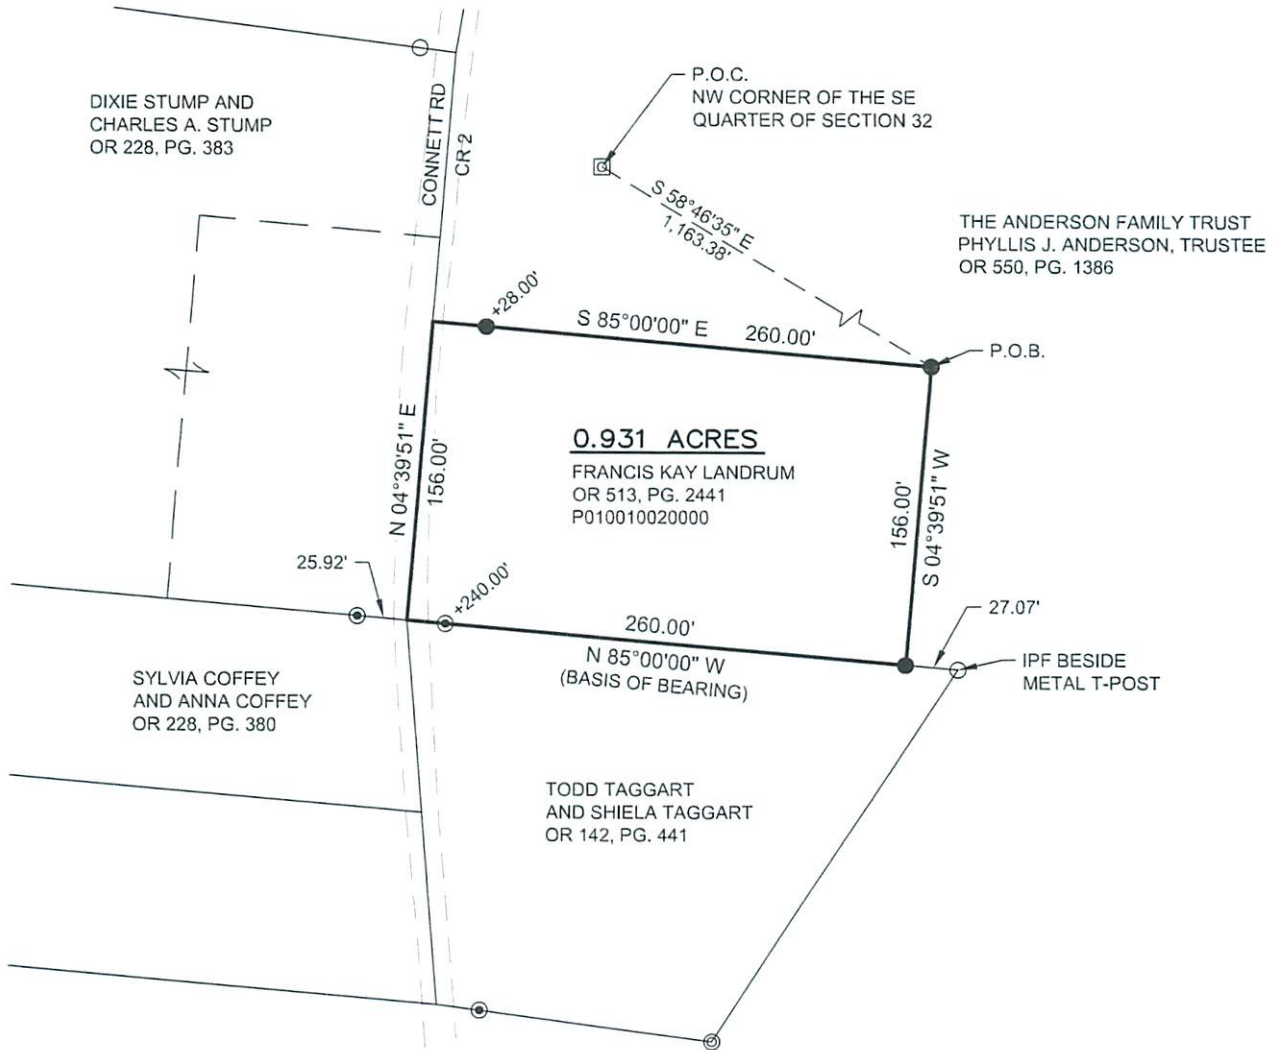 DIXIE STUMP AND
CHARLES A. STUMP
OR 228, PG. 383
CONNETT RD
CR 2
P.O.C.
NW CORNER OF THE SE
QUARTER OF SECTION 32
S 58°46'35" E
1,163.38'
THE ANDERSON FAMILY TRUST
PHYLLIS J. ANDERSON, TRUSTEE
OR 550, PG. 1386
+28.00'
S 85°00'00" E 260.00'
P.O.B.
N 04°39'51" E
156.00'
0.931 ACRES
FRANCIS KAY LANDRUM
OR 513, PG. 2441
P010010020000
156.00'
S 04°39'51" W
25.92'
+240.00'
260.00'
N 85°00'00" W
(BASIS OF BEARING)
27.07'
IPF BESIDE
METAL T-POST
SYLVIA COFFEY
AND ANNA COFFEY
OR 228, PG. 380
TODD TAGGART
AND SHIELA TAGGART
OR 142, PG. 441